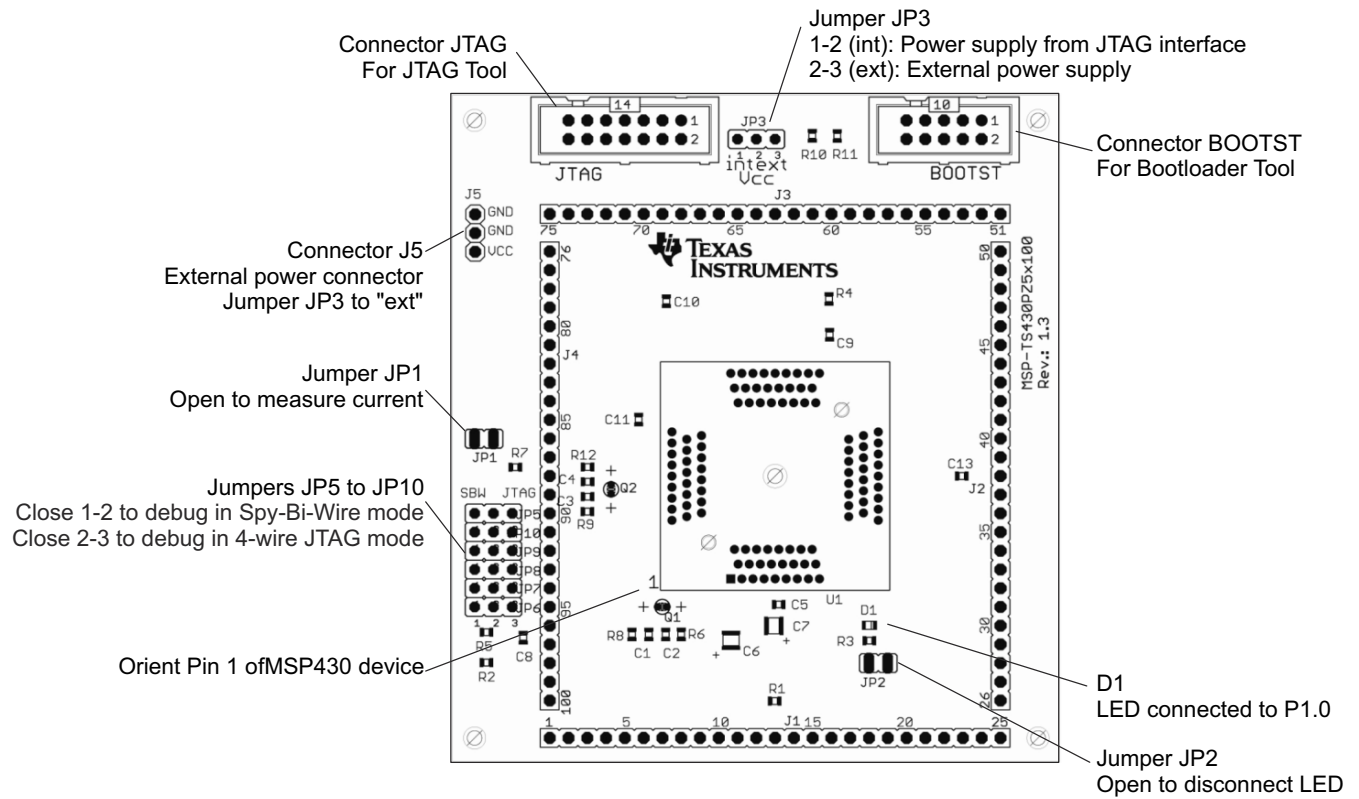 Jumper JP3
1-2 (int): Power supply from JTAG interface
2-3 (ext): External power supply
Connector JTAG
For JTAG Tool
Connector BOOTST
For Bootloader Tool
Connector J5
External power connector
Jumper JP3 to "ext"
Jumper JP1
Open to measure current
Jumpers JP5 to JP10
Close 1-2 to debug in Spy-Bi-Wire mode
Close 2-3 to debug in 4-wire JTAG mode
Orient Pin 1 ofMSP430 device
D1
LED connected to P1.0
Jumper JP2
Open to disconnect LED
14
1
2
JTAG
JP3
1 2 3
intext
Vcc
R10 R11
10
1
2
BOOTST
J5
GND
GND
VCC
J3
75 70 65 60 55 51
TEXAS
INSTRUMENTS
MSP-TS430PZ5x100
Rev.: 1.3
76
80
J4
85
90
95
100
50
45
40
J2
35
30
26
C10
R4
C9
C11
C13
JP1
R7
R12
C4
C3
R9
Q2
SBW JTAG
JP5
P10
JP9
JP8
JP7
JP6
1 2 3
R5
R2
C8
1
Q1
R8 C1 C2 R6
C5
C7
C6
U1
D1
R3
JP2
R1
1 5 10 J1 15 20 25
+
+
+
+
+
+